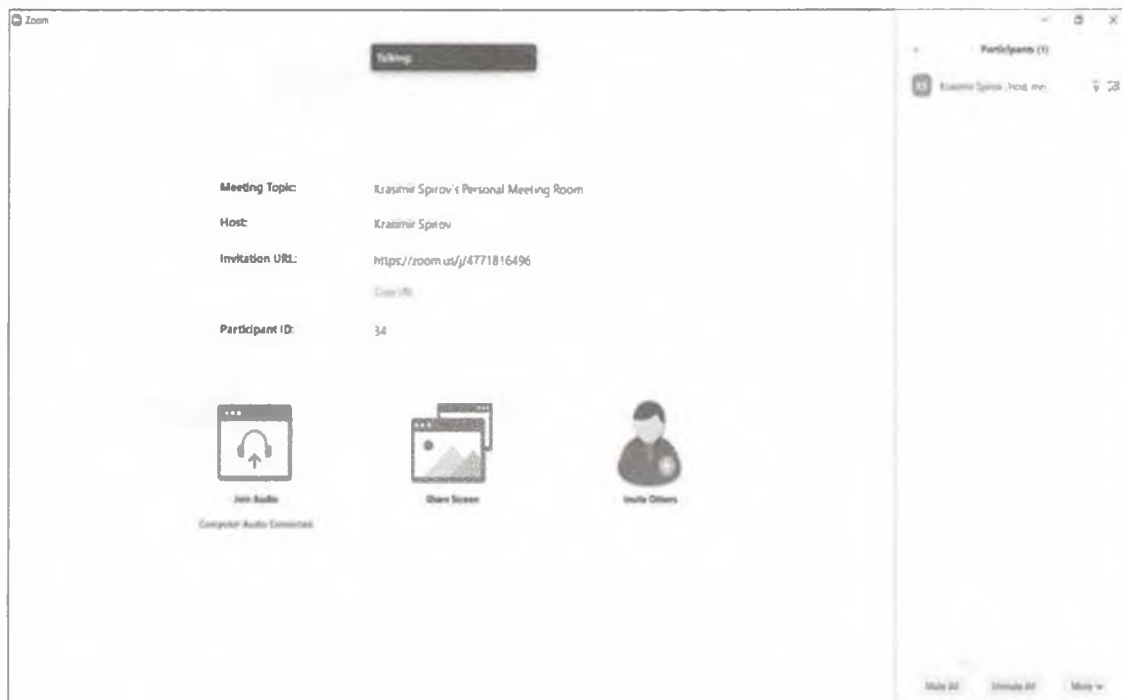 Zoom
Talking:
Participants (1)
KS Krasimir Spirov (Host, me)
Meeting Topic: Krasimir Spirov's Personal Meeting Room
Host: Krasimir Spirov
Invitation URL: https://zoom.us/j/4771816496
Copy URL
Participant ID: 34
Join Audio
Share Screen
Invite Others
Computer Audio Connected
Mute All
Unmute All
More